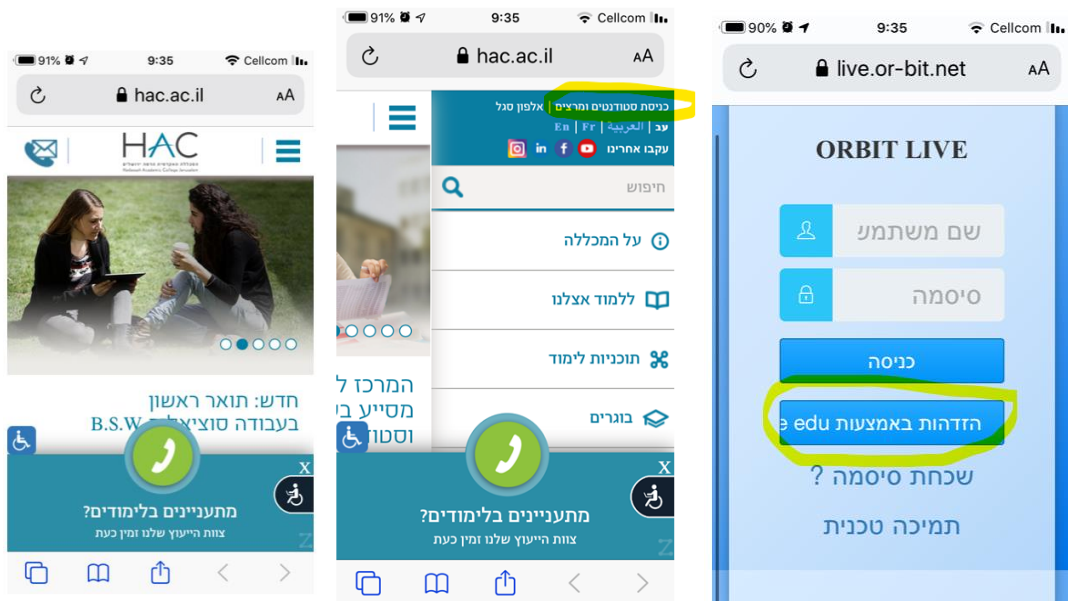 91%
9:35
Cellcom
hac.ac.il
AA
HAC
המכללה האקדמית הדסה ירושלים
Hadassah Academic College Jerusalem
חדש: תואר ראשון
בעבודה סוציאלית B.S.W
X
מתעניינים בלימודים?
צוות הייעוץ שלנו זמין כעת
Z
91%
9:35
Cellcom
hac.ac.il
AA
כניסת סטודנטים ומרצים | אלפון סגל
עב | العربية | Fr | En
עקבו אחרינו
חיפוש
על המכללה
ללמוד אצלנו
תוכניות לימוד
בוגרים
המרכז ל
מסייע בע
וסטוד
X
מתעניינים בלימודים?
צוות הייעוץ שלנו זמין כעת
Z
90%
9:35
Cellcom
live.or-bit.net
AA
ORBIT LIVE
שם משתמש
סיסמה
כניסה
הזדהות באמצעות e edu
שכחת סיסמה ?
תמיכה טכנית